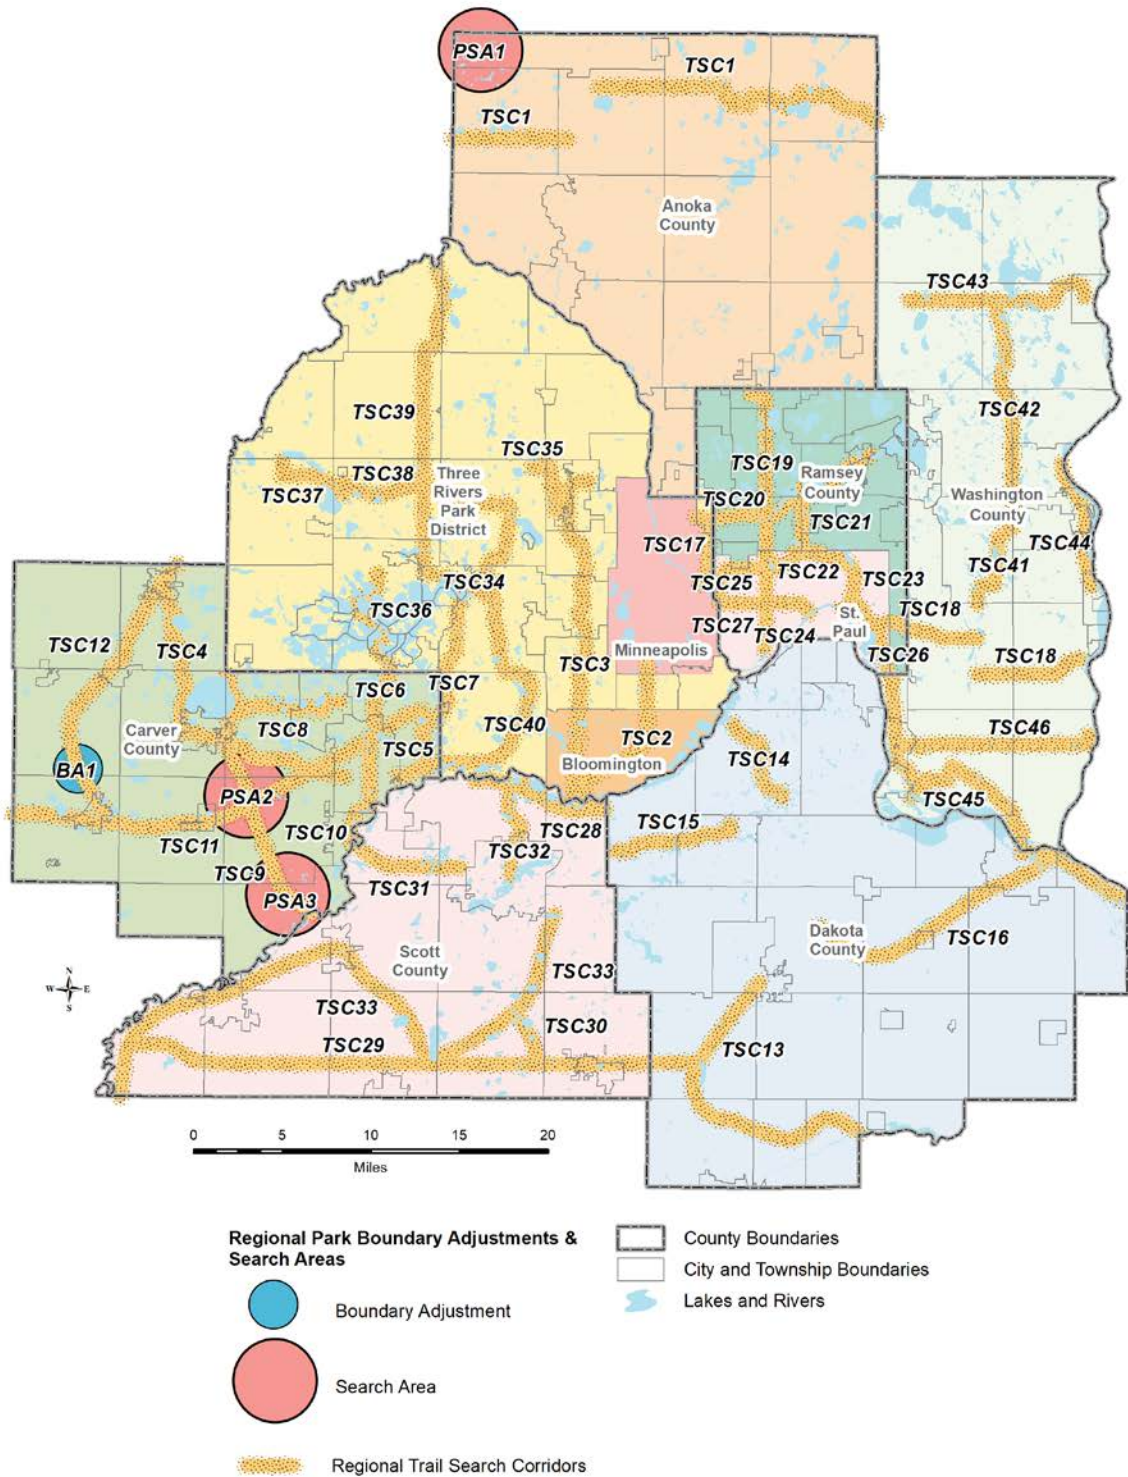 PSA1
TSC1
TSC1
Anoka
County
TSC43
TSC39
TSC42
TSC35
TSC38
TSC37
Three
Rivers
Park
District
TSC19
Ramsey
County
TSC20
TSC21
Washington
County
TSC44
TSC17
TSC41
TSC25
TSC22
TSC23
TSC34
TSC36
TSC18
TSC27
TSC24
St.
Paul
TSC12
TSC4
Minneapolis
TSC3
TSC26
TSC18
TSC6
TSC7
TSC8
TSC5
TSC40
TSC2
TSC46
Carver
County
Bloomington
TSC14
BA1
PSA2
TSC45
TSC11
TSC10
TSC28
TSC15
TSC32
TSC9
TSC31
PSA3
Dakota
County
TSC16
Scott
County
TSC33
N
W E
S
TSC33
TSC30
TSC29
TSC13
0 5 10 15 20
Miles
Regional Park Boundary Adjustments &
Search Areas
Boundary Adjustment
Search Area
Regional Trail Search Corridors
County Boundaries
City and Township Boundaries
Lakes and Rivers